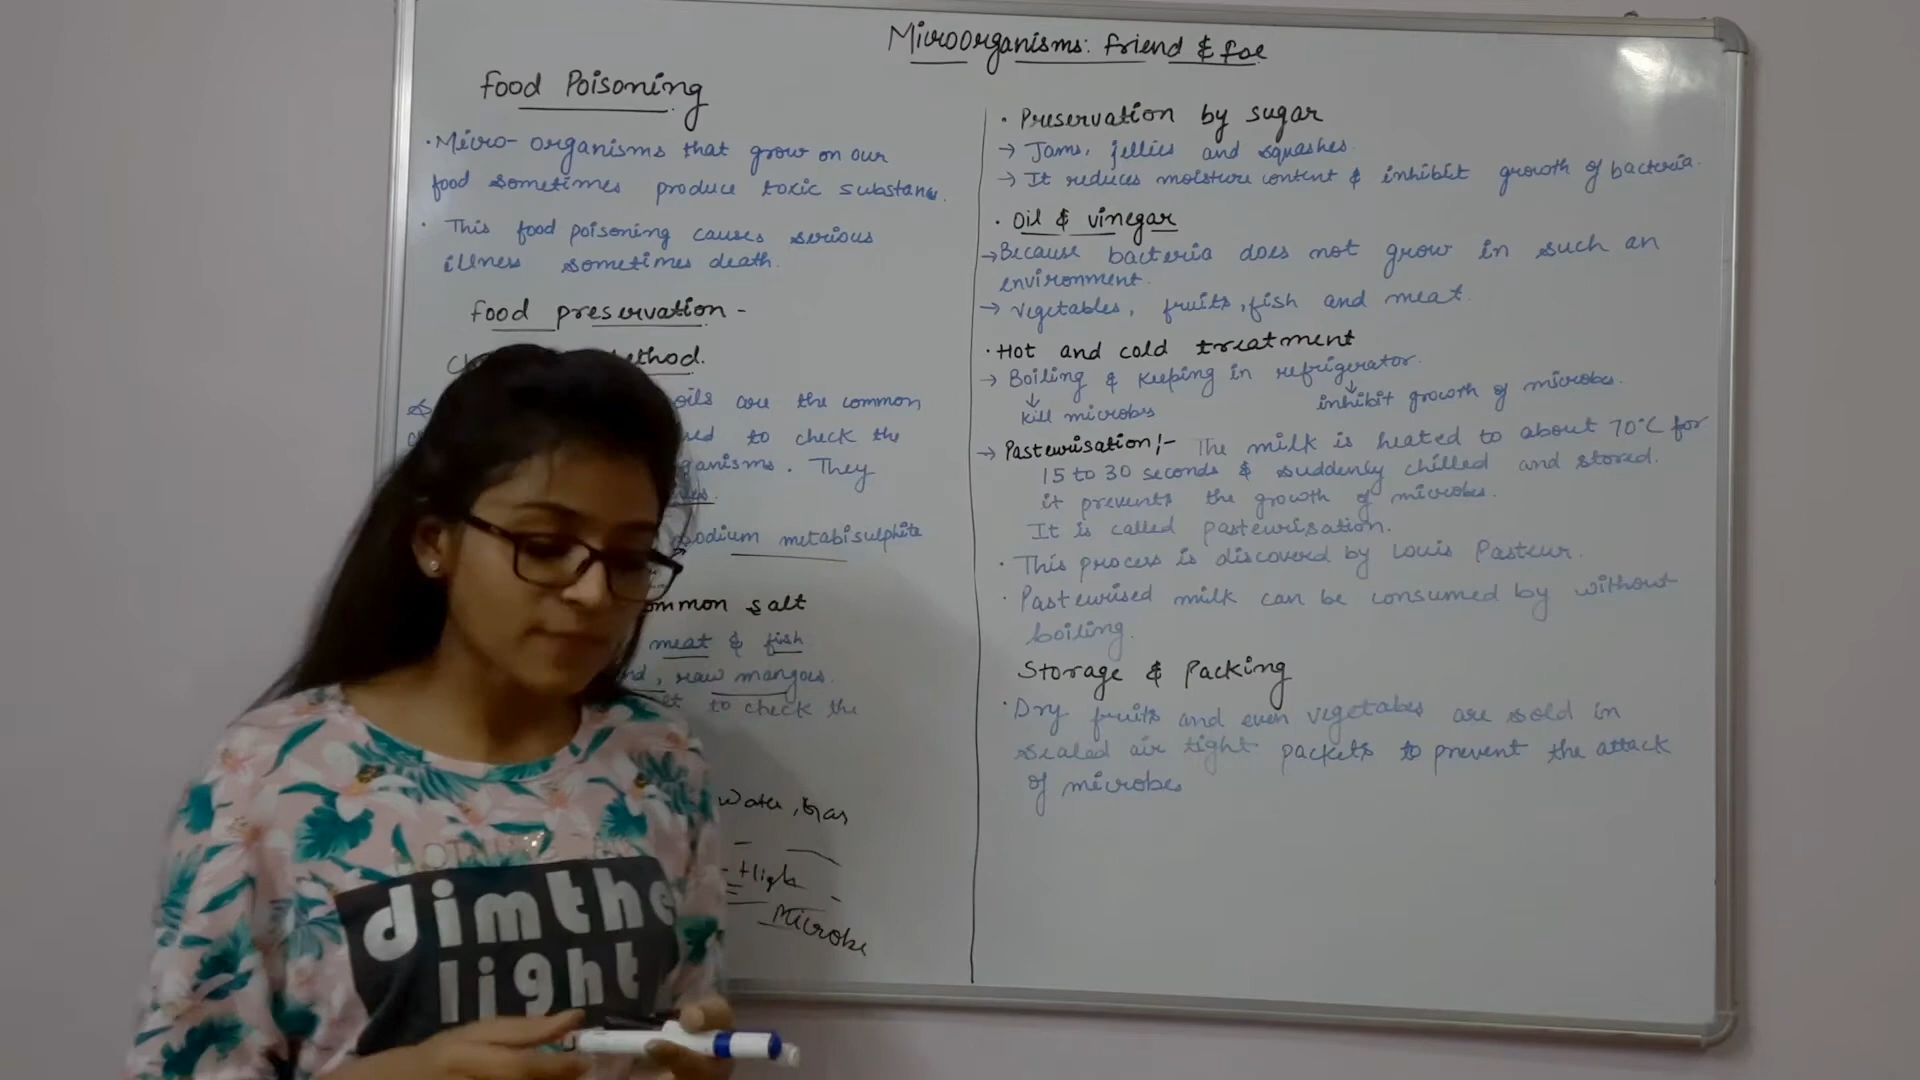 Microorganisms: friend & foe
Food Poisoning
· Micro-organisms that grow on our
food sometimes produce toxic substanc.
· This food poisoning causes serious
illness sometimes death.
Food preservation -
oils are the common
to check the
They
sodium metabisulphite
salt
meat & fish
, raw mangoes.
to check the
Water, Gas
- High
Microbe
· Preservation by sugar
→ Jams, jellies and squashes.
→ It reduces moisture content & inhibit growth of bacteria.
· Oil & vinegar
→ Because bacteria does not grow in such an
environment.
→ vegetables, fruits, fish and meat.
· Hot and cold treatment
→ Boiling & Keeping in refrigerator.
↓ ↓
kill microbes inhibit growth of microbes.
→ Pasteurisation:- The milk is heated to about 70°C for
15 to 30 seconds & suddenly chilled and stored.
it prevents the growth of microbes.
It is called pasteurisation.
· This process is discovered by Louis Pasteur.
· Pasteurised milk can be consumed by without
boiling.
Storage & Packing
· Dry fruits and even vegetabes are sold in
sealed air tight packets to prevent the attack
of microbes
dimthe
light